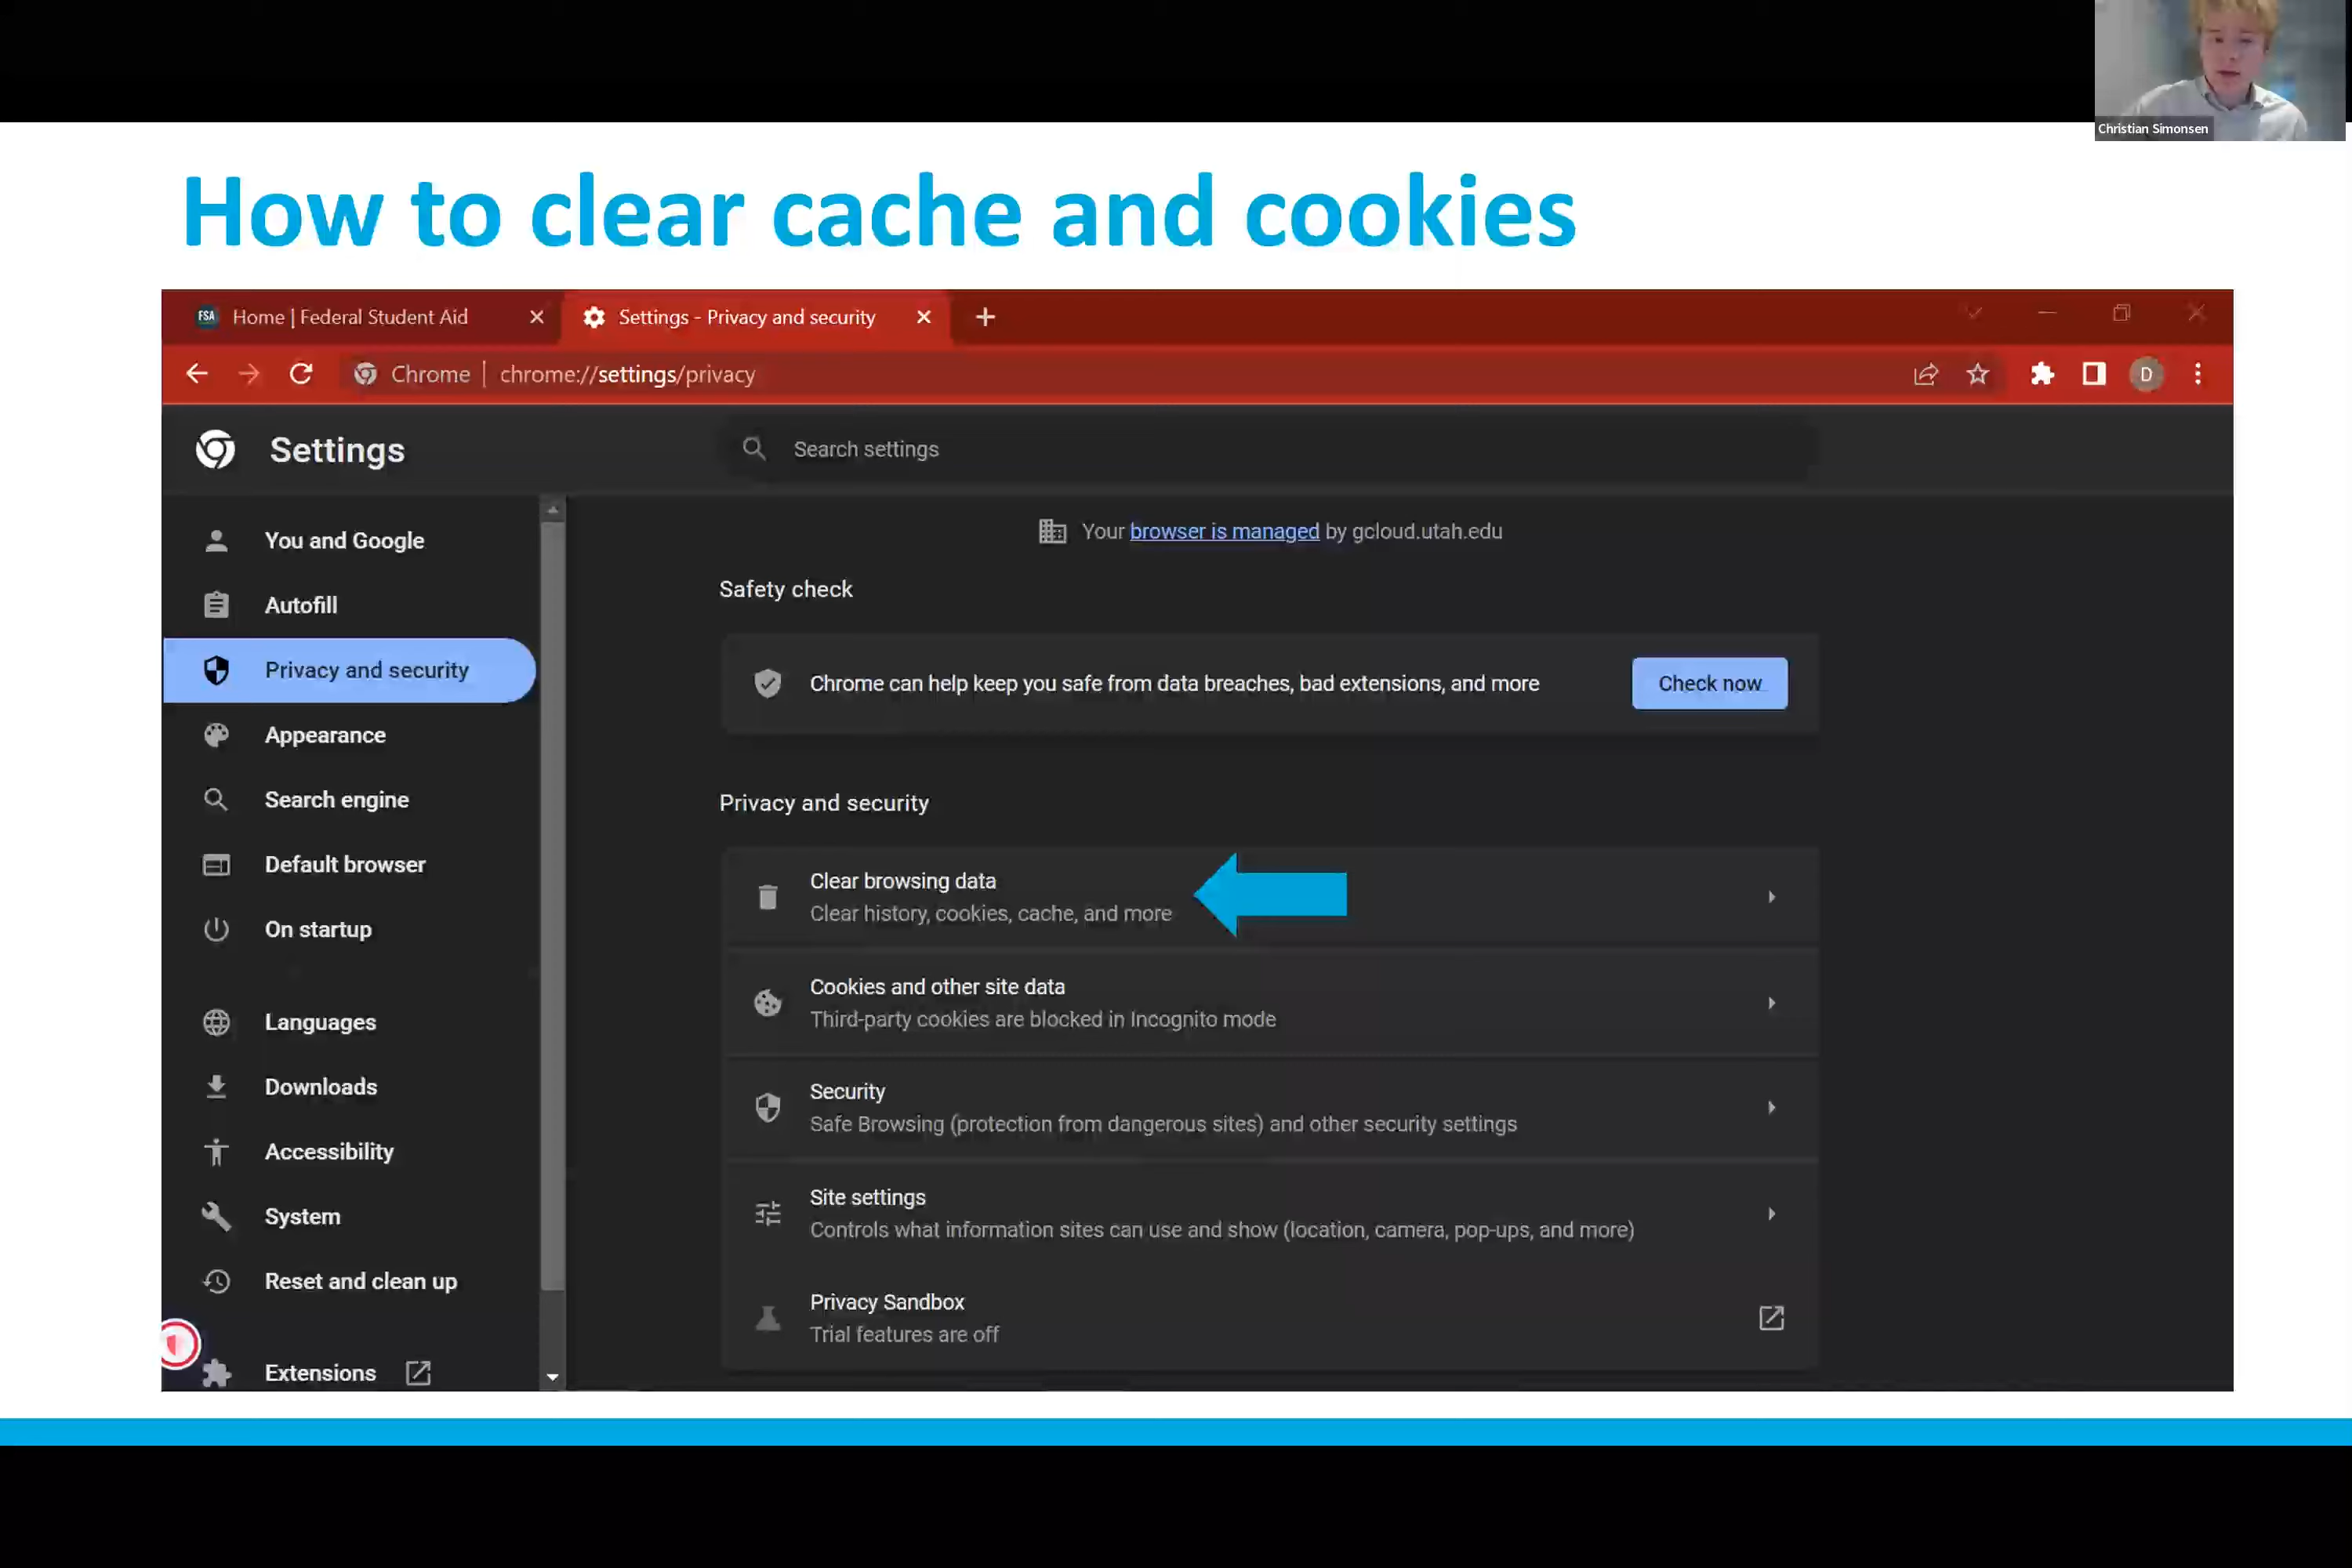 Christian Simonsen
How to clear cache and cookies
FSA Home | Federal Student Aid
Settings - Privacy and security
Chrome | chrome://settings/privacy
D
Settings
Search settings
You and Google
Autofill
Privacy and security
Appearance
Search engine
Default browser
On startup
Languages
Downloads
Accessibility
System
Reset and clean up
Extensions
Your browser is managed by gcloud.utah.edu
Safety check
Chrome can help keep you safe from data breaches, bad extensions, and more
Check now
Privacy and security
Clear browsing data
Clear history, cookies, cache, and more
Cookies and other site data
Third-party cookies are blocked in Incognito mode
Security
Safe Browsing (protection from dangerous sites) and other security settings
Site settings
Controls what information sites can use and show (location, camera, pop-ups, and more)
Privacy Sandbox
Trial features are off